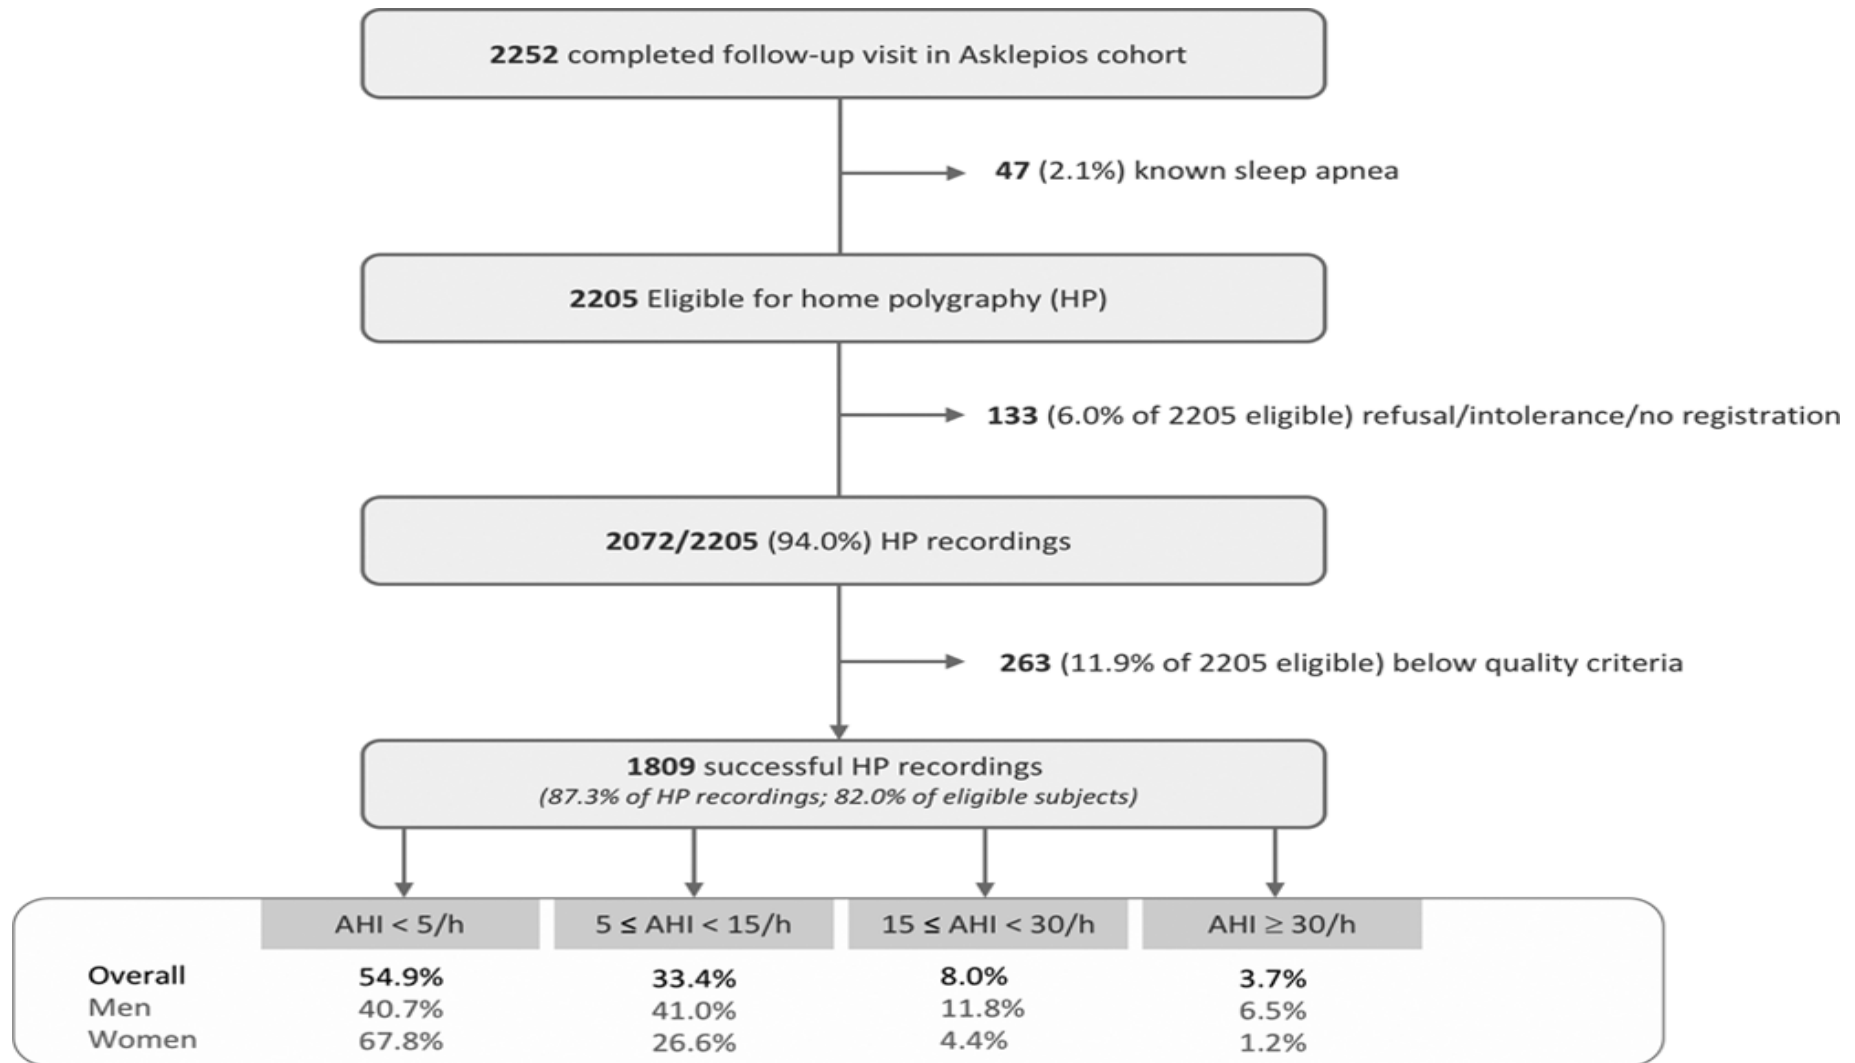 2252 completed follow-up visit in Asklepios cohort
47 (2.1%) known sleep apnea
2205 Eligible for home polygraphy (HP)
133 (6.0% of 2205 eligible) refusal/intolerance/no registration
2072/2205 (94.0%) HP recordings
263 (11.9% of 2205 eligible) below quality criteria
1809 successful HP recordings
(87.3% of HP recordings; 82.0% of eligible subjects)
AHI < 5/h 5 ≤ AHI < 15/h 15 ≤ AHI < 30/h AHI ≥ 30/h
Overall 54.9% 33.4% 8.0% 3.7%
Men 40.7% 41.0% 11.8% 6.5%
Women 67.8% 26.6% 4.4% 1.2%